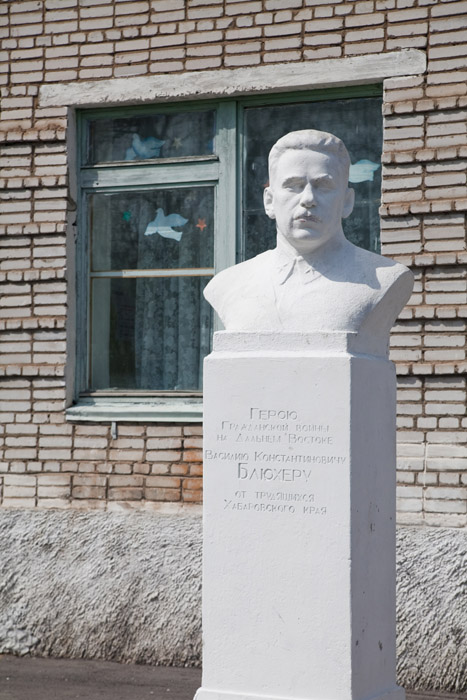 Герою
Гражданской войны
на Дальнем Востоке
Василию Константиновичу
Блюхеру
от трудящихся
Хабаровского края